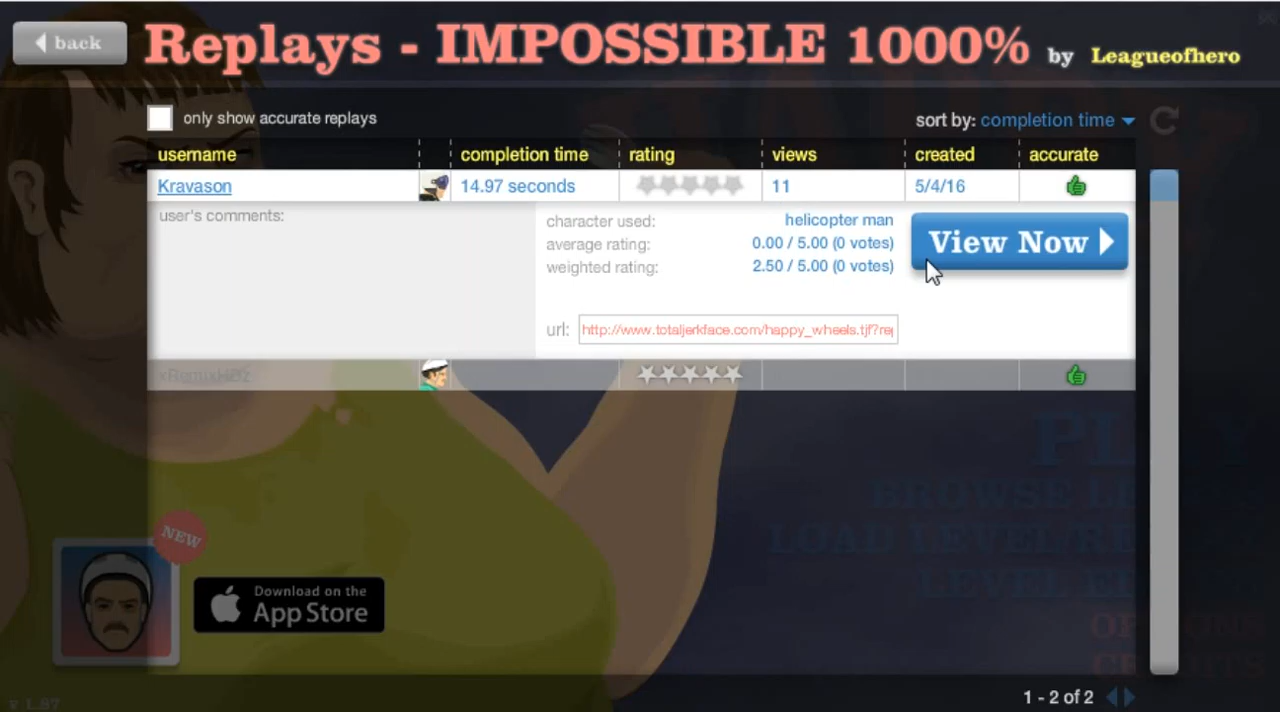 back
Replays - IMPOSSIBLE 1000% by Leagueofhero
only show accurate replays
sort by: completion time
username completion time rating views created accurate
Kravason 14.97 seconds 11 5/4/16
user's comments:
character used: helicopter man
average rating: 0.00 / 5.00 (0 votes)
weighted rating: 2.50 / 5.00 (0 votes)
View Now
url: http://www.totaljerkface.com/happy_wheels.tjf?re
xRemixHDz
NEW
Download on the
App Store
1 - 2 of 2
v 1.87